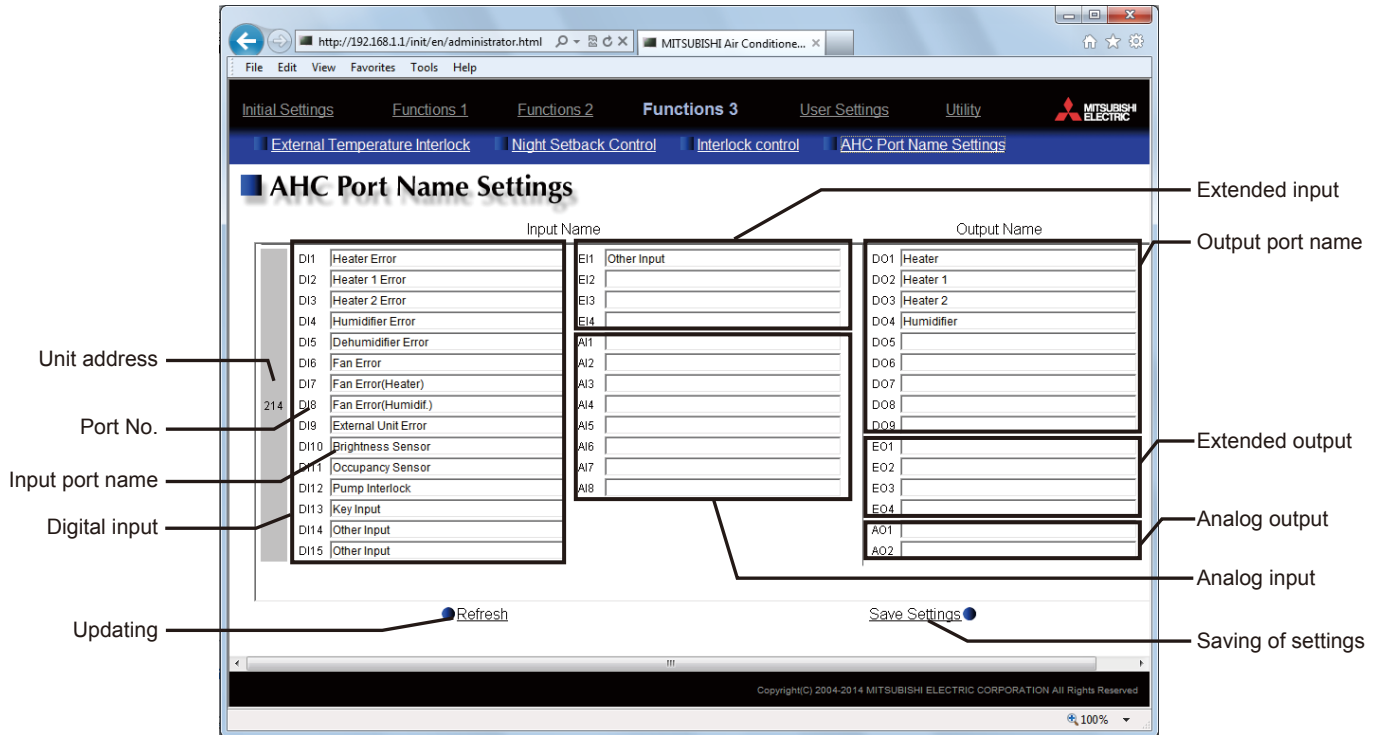 http://192.168.1.1/init/en/administrator.html
MITSUBISHI Air Conditione...
File Edit View Favorites Tools Help
Initial Settings Functions 1 Functions 2 Functions 3 User Settings Utility MITSUBISHI ELECTRIC
External Temperature Interlock Night Setback Control Interlock control AHC Port Name Settings
AHC Port Name Settings
Input Name Output Name
214
DI1 Heater Error
DI2 Heater 1 Error
DI3 Heater 2 Error
DI4 Humidifier Error
DI5 Dehumidifier Error
DI6 Fan Error
DI7 Fan Error(Heater)
DI8 Fan Error(Humidif.)
DI9 External Unit Error
DI10 Brightness Sensor
DI11 Occupancy Sensor
DI12 Pump Interlock
DI13 Key Input
DI14 Other Input
DI15 Other Input
EI1 Other Input
EI2
EI3
EI4
AI1
AI2
AI3
AI4
AI5
AI6
AI7
AI8
DO1 Heater
DO2 Heater 1
DO3 Heater 2
DO4 Humidifier
DO5
DO6
DO7
DO8
DO9
EO1
EO2
EO3
EO4
AO1
AO2
Refresh Save Settings
Copyright(C) 2004-2014 MITSUBISHI ELECTRIC CORPORATION All Rights Reserved
100%
Unit address
Port No.
Input port name
Digital input
Updating
Extended input
Output port name
Extended output
Analog output
Analog input
Saving of settings